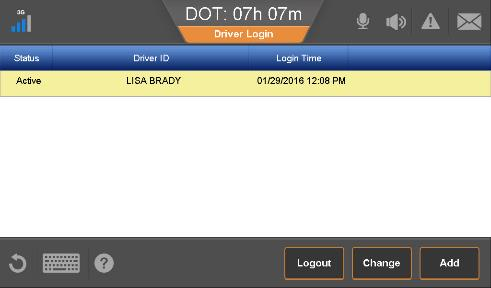 3G
DOT: 07h 07m
Driver Login
Status Driver ID Login Time
Active LISA BRADY 01/29/2016 12:08 PM
? Logout Change Add